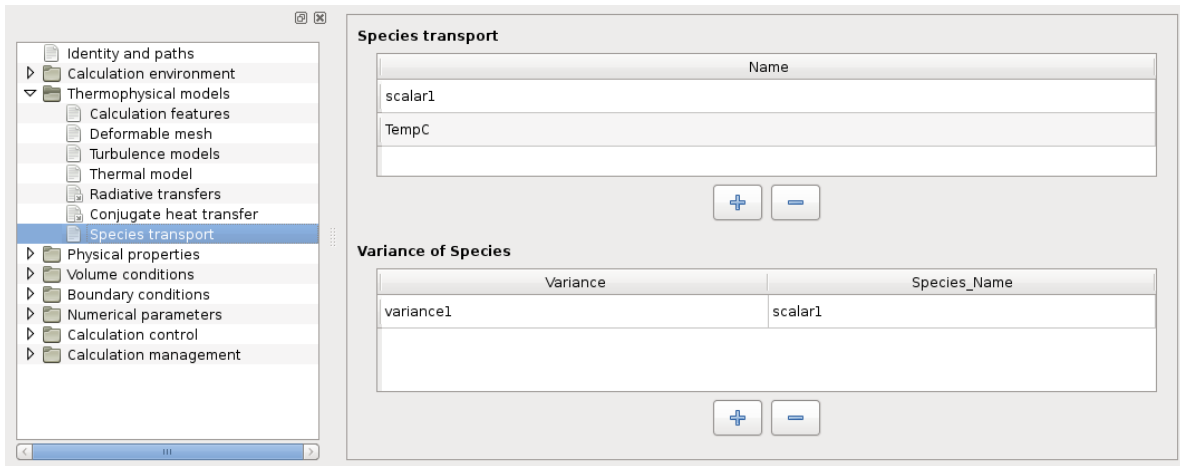 Identity and paths
Calculation environment
Thermophysical models
Calculation features
Deformable mesh
Turbulence models
Thermal model
Radiative transfers
Conjugate heat transfer
Species transport
Physical properties
Volume conditions
Boundary conditions
Numerical parameters
Calculation control
Calculation management
Species transport
Name
scalar1
TempC
Variance of Species
Variance Species_Name
variance1 scalar1